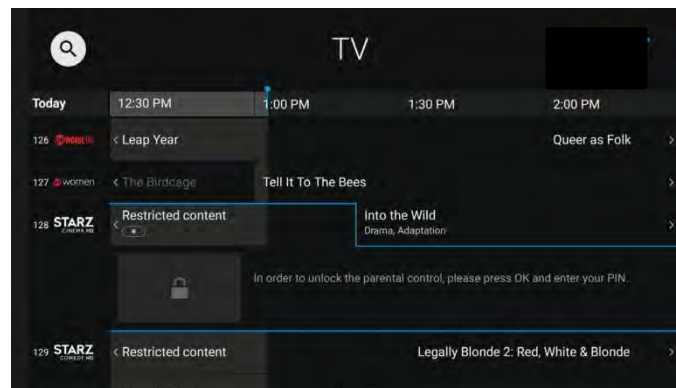 TV
Today 12:30 PM 1:00 PM 1:30 PM 2:00 PM
126 SHOWCASE HD < Leap Year Queer as Folk >
127 women < The Birdcage Tell It To The Bees >
128 STARZ CINEMA HD < Restricted content Into the Wild >
Drama, Adaptation
In order to unlock the parental control, please press OK and enter your PIN.
129 STARZ COMEDY HD < Restricted content Legally Blonde 2: Red, White & Blonde >